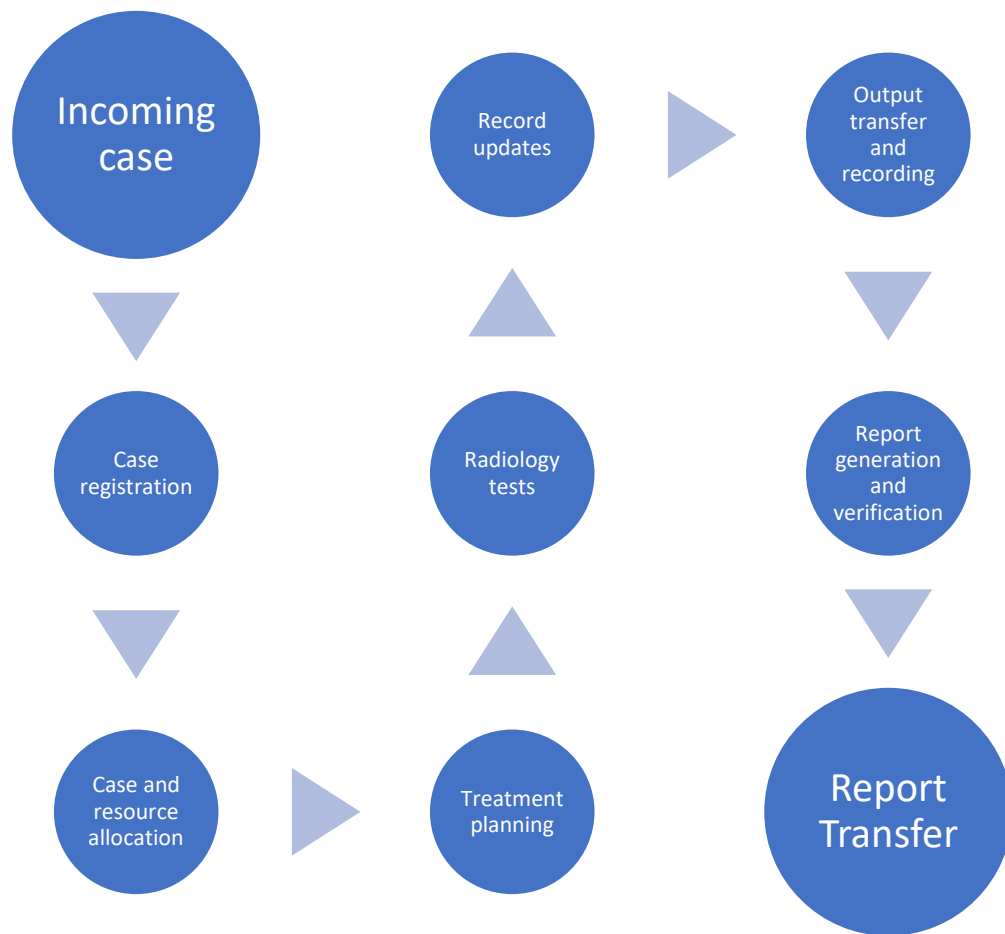 Incoming
case
Case
registration
Case and
resource
allocation
Treatment
planning
Radiology
tests
Record
updates
Output
transfer
and
recording
Report
generation
and
verification
Report
Transfer